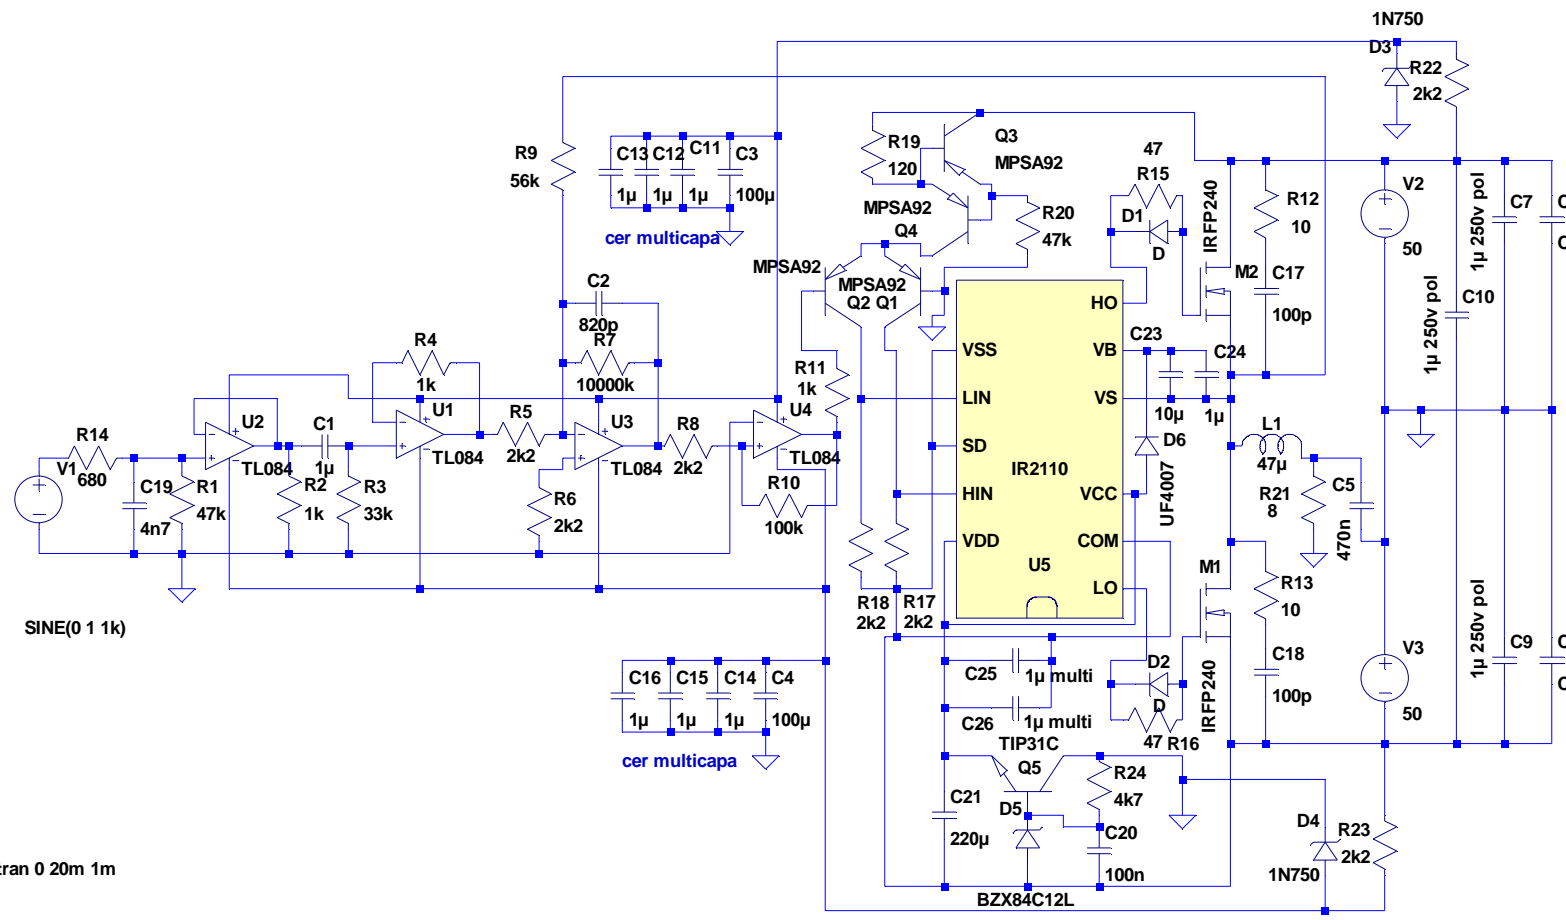 1N750
D3
R22
2k2
R9
56k
C13
C12
C11
C3
1µ
1µ
1µ
100µ
cer multicapa
R19
120
Q3
MPSA92
MPSA92
Q4
R20
47k
47
R15
D1
D
IRFP240
M2
R12
10
C17
100p
V2
50
1µ 250v pol
C7
C
C
1µ 250v pol
C10
MPSA92
MPSA92
Q2
Q1
C2
820p
R7
10000k
R4
1k
HO
VB
VS
VCC
COM
LO
VSS
LIN
SD
HIN
VDD
IR2110
U5
C23
C24
10µ
1µ
D6
UF4007
R11
1k
U2
TL084
U1
TL084
U3
TL084
U4
TL084
R14
680
V1
C1
1µ
R5
2k2
R8
2k2
R10
100k
C19
4n7
R1
47k
R2
1k
R3
33k
R6
2k2
L1
47µ
R21
8
C5
470n
M1
R13
10
C18
100p
IRFP240
R18
2k2
R17
2k2
SINE(0 1 1k)
V3
50
1µ 250v pol
C9
C
C
C16
C15
C14
C4
1µ
1µ
1µ
100µ
cer multicapa
C25
1µ multi
C26
1µ multi
D2
D
47
R16
TIP31C
Q5
R24
4k7
C21
220µ
D5
C20
100n
BZX84C12L
D4
R23
2k2
1N750
tran 0 20m 1m